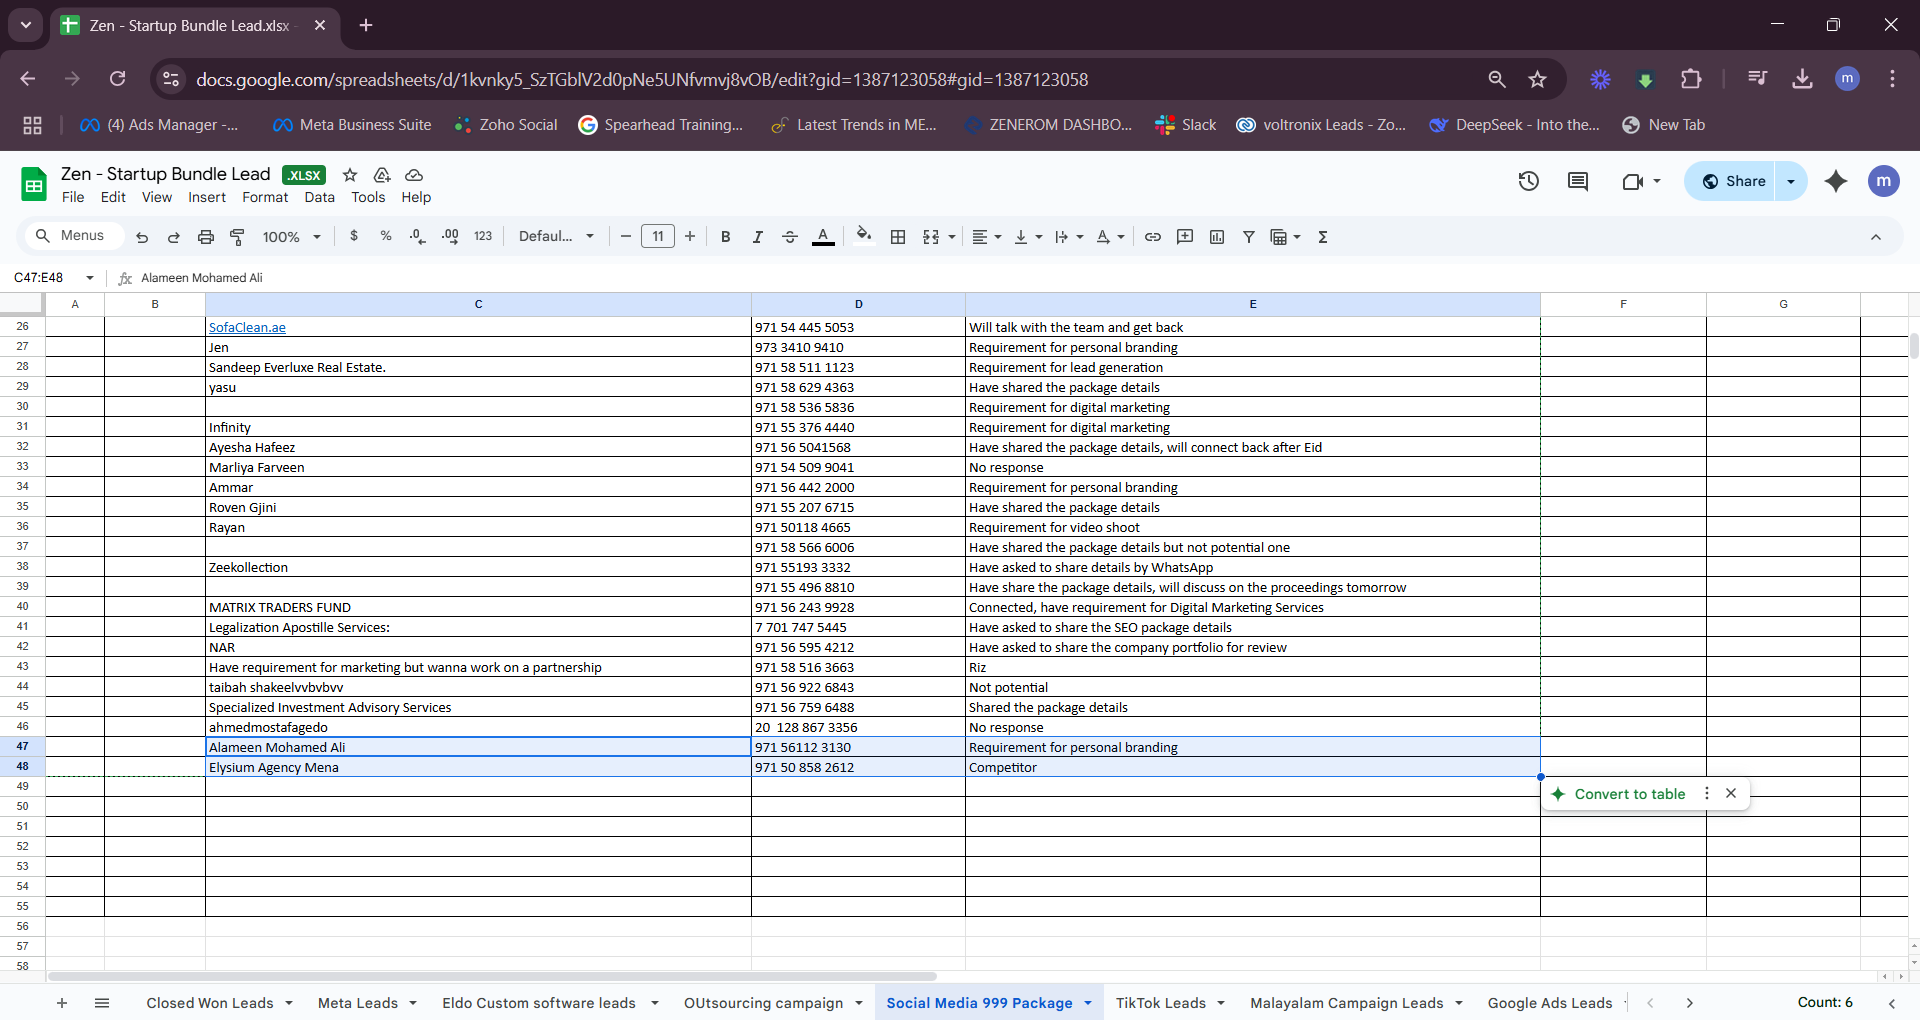 Zen - Startup Bundle Lead.xlsx -
docs.google.com/spreadsheets/d/1kvnky5_SzTGblV2d0pNe5UNfvmvj8vOB/edit?gid=1387123058#gid=1387123058
m
(4) Ads Manager -... Meta Business Suite Zoho Social Spearhead Training... Latest Trends in ME... ZENEROM DASHBO... Slack voltronix Leads - Zo... DeepSeek - Into the... New Tab
Zen - Startup Bundle Lead .XLSX
File Edit View Insert Format Data Tools Help
Share
m
Menus 100% $ % .0 .00 123 Defaul... - 11 + B I A Σ
C47:E48 fx Alameen Mohamed Ali
A B C D E F G
26 SofaClean.ae 971 54 445 5053 Will talk with the team and get back
27 Jen 973 3410 9410 Requirement for personal branding
28 Sandeep Everluxe Real Estate. 971 58 511 1123 Requirement for lead generation
29 yasu 971 58 629 4363 Have shared the package details
30 971 58 536 5836 Requirement for digital marketing
31 Infinity 971 55 376 4440 Requirement for digital marketing
32 Ayesha Hafeez 971 56 5041568 Have shared the package details, will connect back after Eid
33 Marliya Farveen 971 54 509 9041 No response
34 Ammar 971 56 442 2000 Requirement for personal branding
35 Roven Gjini 971 55 207 6715 Have shared the package details
36 Rayan 971 50118 4665 Requirement for video shoot
37 971 58 566 6006 Have shared the package details but not potential one
38 Zeekollection 971 55193 3332 Have asked to share details by WhatsApp
39 971 55 496 8810 Have share the package details, will discuss on the proceedings tomorrow
40 MATRIX TRADERS FUND 971 56 243 9928 Connected, have requirement for Digital Marketing Services
41 Legalization Apostille Services: 7 701 747 5445 Have asked to share the SEO package details
42 NAR 971 56 595 4212 Have asked to share the company portfolio for review
43 Have requirement for marketing but wanna work on a partnership 971 58 516 3663 Riz
44 taibah shakeelvvbvbvv 971 56 922 6843 Not potential
45 Specialized Investment Advisory Services 971 56 759 6488 Shared the package details
46 ahmedmostafagedo 20 128 867 3356 No response
47 Alameen Mohamed Ali 971 56112 3130 Requirement for personal branding
48 Elysium Agency Mena 971 50 858 2612 Competitor
49
Convert to table
50
51
52
53
54
55
56
57
58
Closed Won Leads Meta Leads Eldo Custom software leads OUtsourcing campaign Social Media 999 Package TikTok Leads Malayalam Campaign Leads Google Ads Leads Count: 6